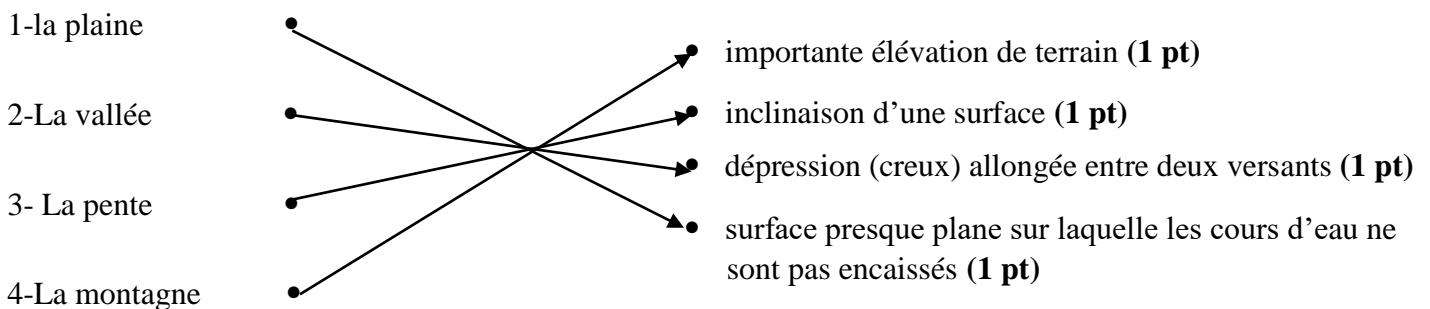 1-la plaine
2-La vallée
3- La pente
4-La montagne
importante élévation de terrain (1 pt)
inclinaison d’une surface (1 pt)
dépression (creux) allongée entre deux versants (1 pt)
surface presque plane sur laquelle les cours d’eau ne
sont pas encaissés (1 pt)